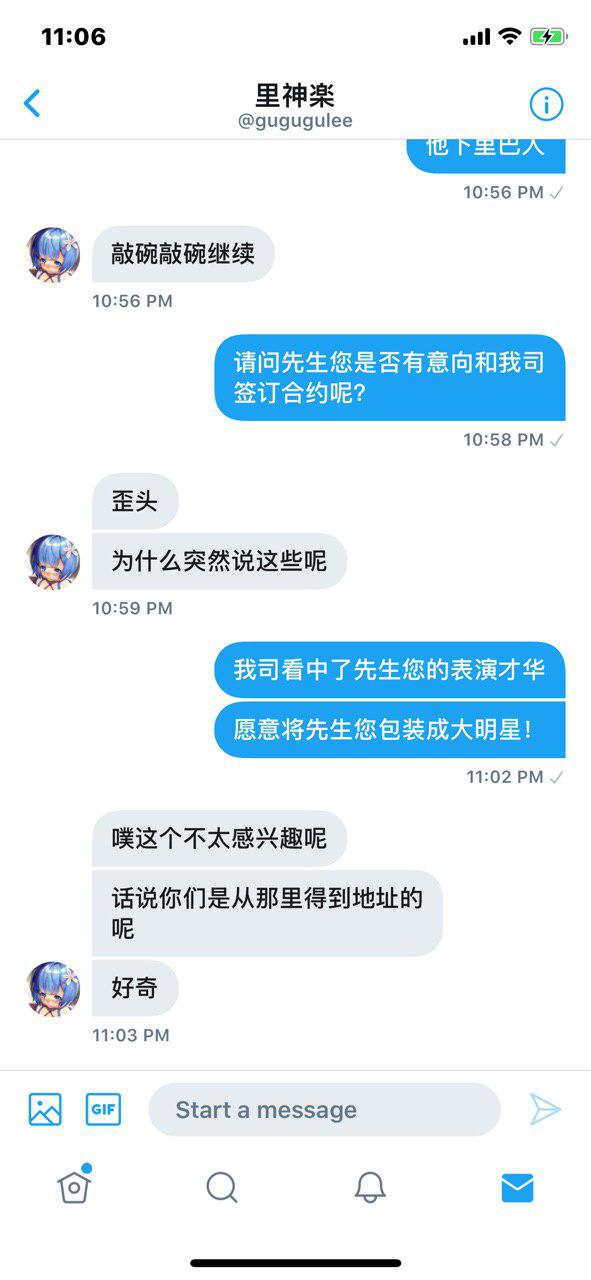 11:06
里神楽
@gugugulee
他下里巴人
10:56 PM
敲碗敲碗继续
10:56 PM
请问先生您是否有意向和我司
签订合约呢?
10:58 PM
歪头
为什么突然说这些呢
10:59 PM
我司看中了先生您的表演才华
愿意将先生您包装成大明星!
11:02 PM
噗这个不太感兴趣呢
话说你们是从那里得到地址的
呢
好奇
11:03 PM
GIF
Start a message